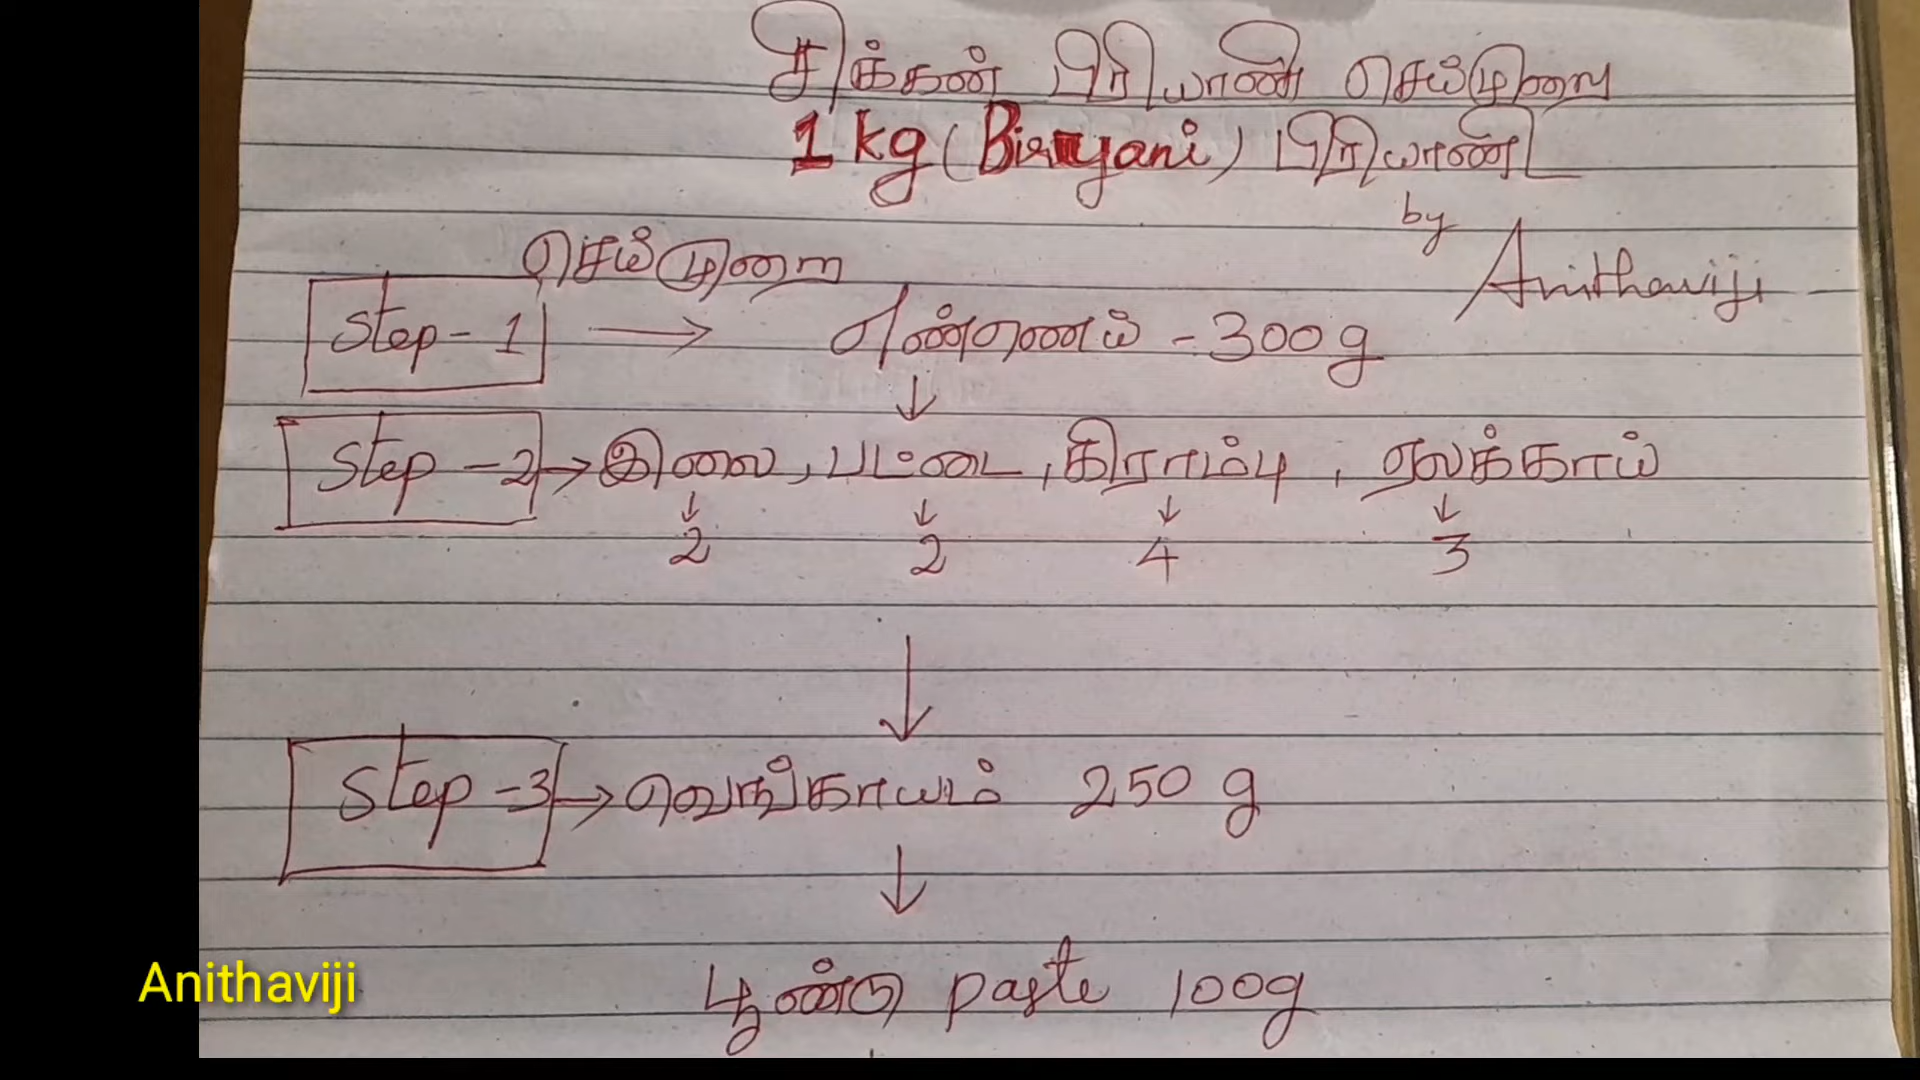 சிக்கன் பிரியாணி செய்முறை
1 kg (Biryani) பிரியாணி
by Anithaviji
செய்முறை
Step - 1 → எண்ணெய் - 300 g
↓
Step - 2 → இலை, பட்டை, கிராம்பு, ஏலக்காய்
↓ ↓ ↓ ↓
2 2 4 3
↓
Step - 3 → வெங்காயம் 250 g
↓
பூண்டு paste 100g
Anithaviji